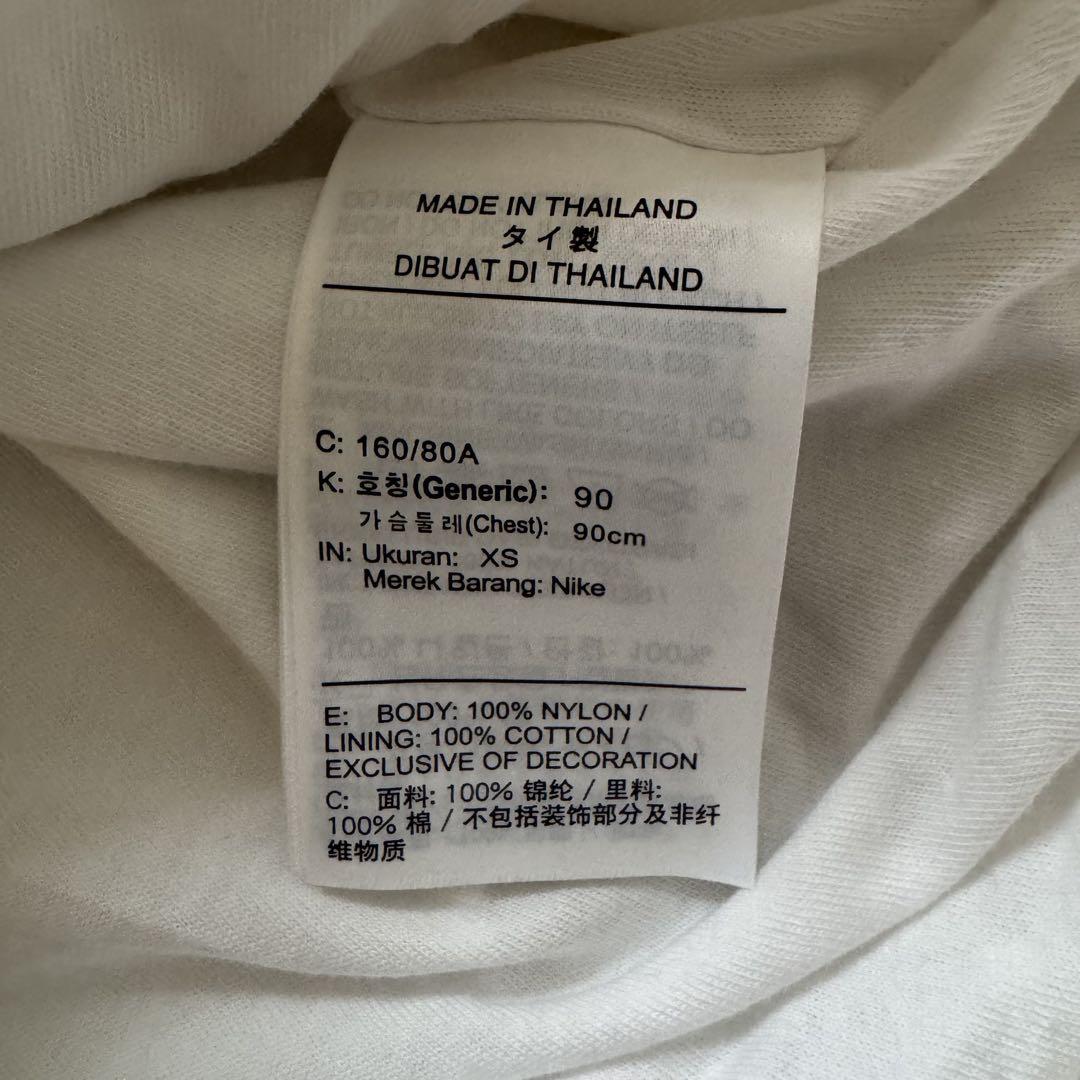 MADE IN THAILAND
タイ製
DIBUAT DI THAILAND
C: 160/80A
K: 호칭(Generic): 90
가슴둘레(Chest): 90cm
IN: Ukuran: XS
Merek Barang: Nike
E: BODY: 100% NYLON /
LINING: 100% COTTON /
EXCLUSIVE OF DECORATION
C: 面料: 100% 锦纶 / 里料:
100% 棉 / 不包括装饰部分及非纤
维物质